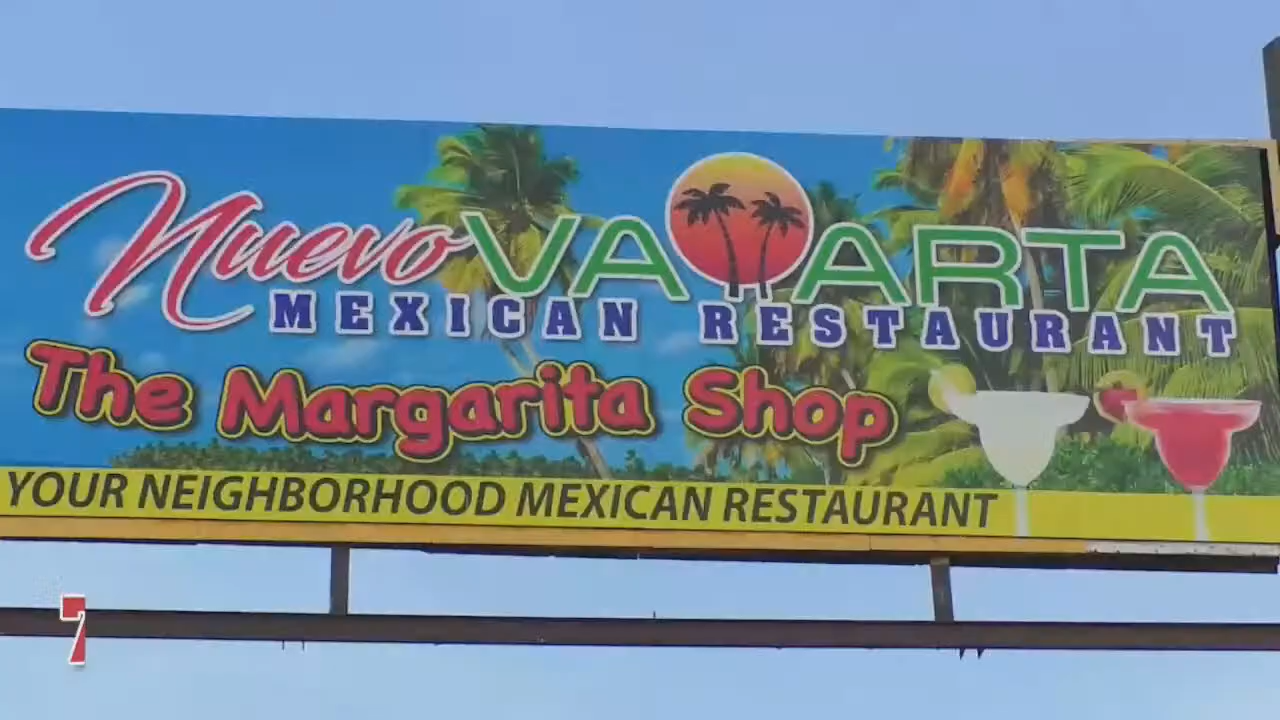 Nuevo VALLARTA
MEXICAN RESTAURANT
The Margarita Shop
YOUR NEIGHBORHOOD MEXICAN RESTAURANT
7